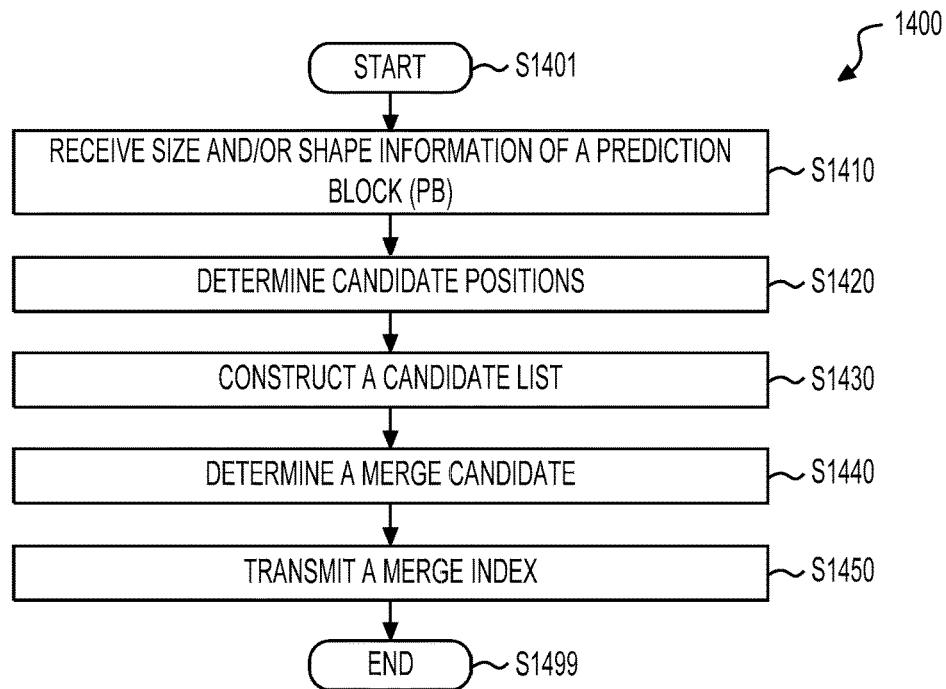 1400
START
S1401
RECEIVE SIZE AND/OR SHAPE INFORMATION OF A PREDICTION
BLOCK (PB)
S1410
DETERMINE CANDIDATE POSITIONS
S1420
CONSTRUCT A CANDIDATE LIST
S1430
DETERMINE A MERGE CANDIDATE
S1440
TRANSMIT A MERGE INDEX
S1450
END
S1499